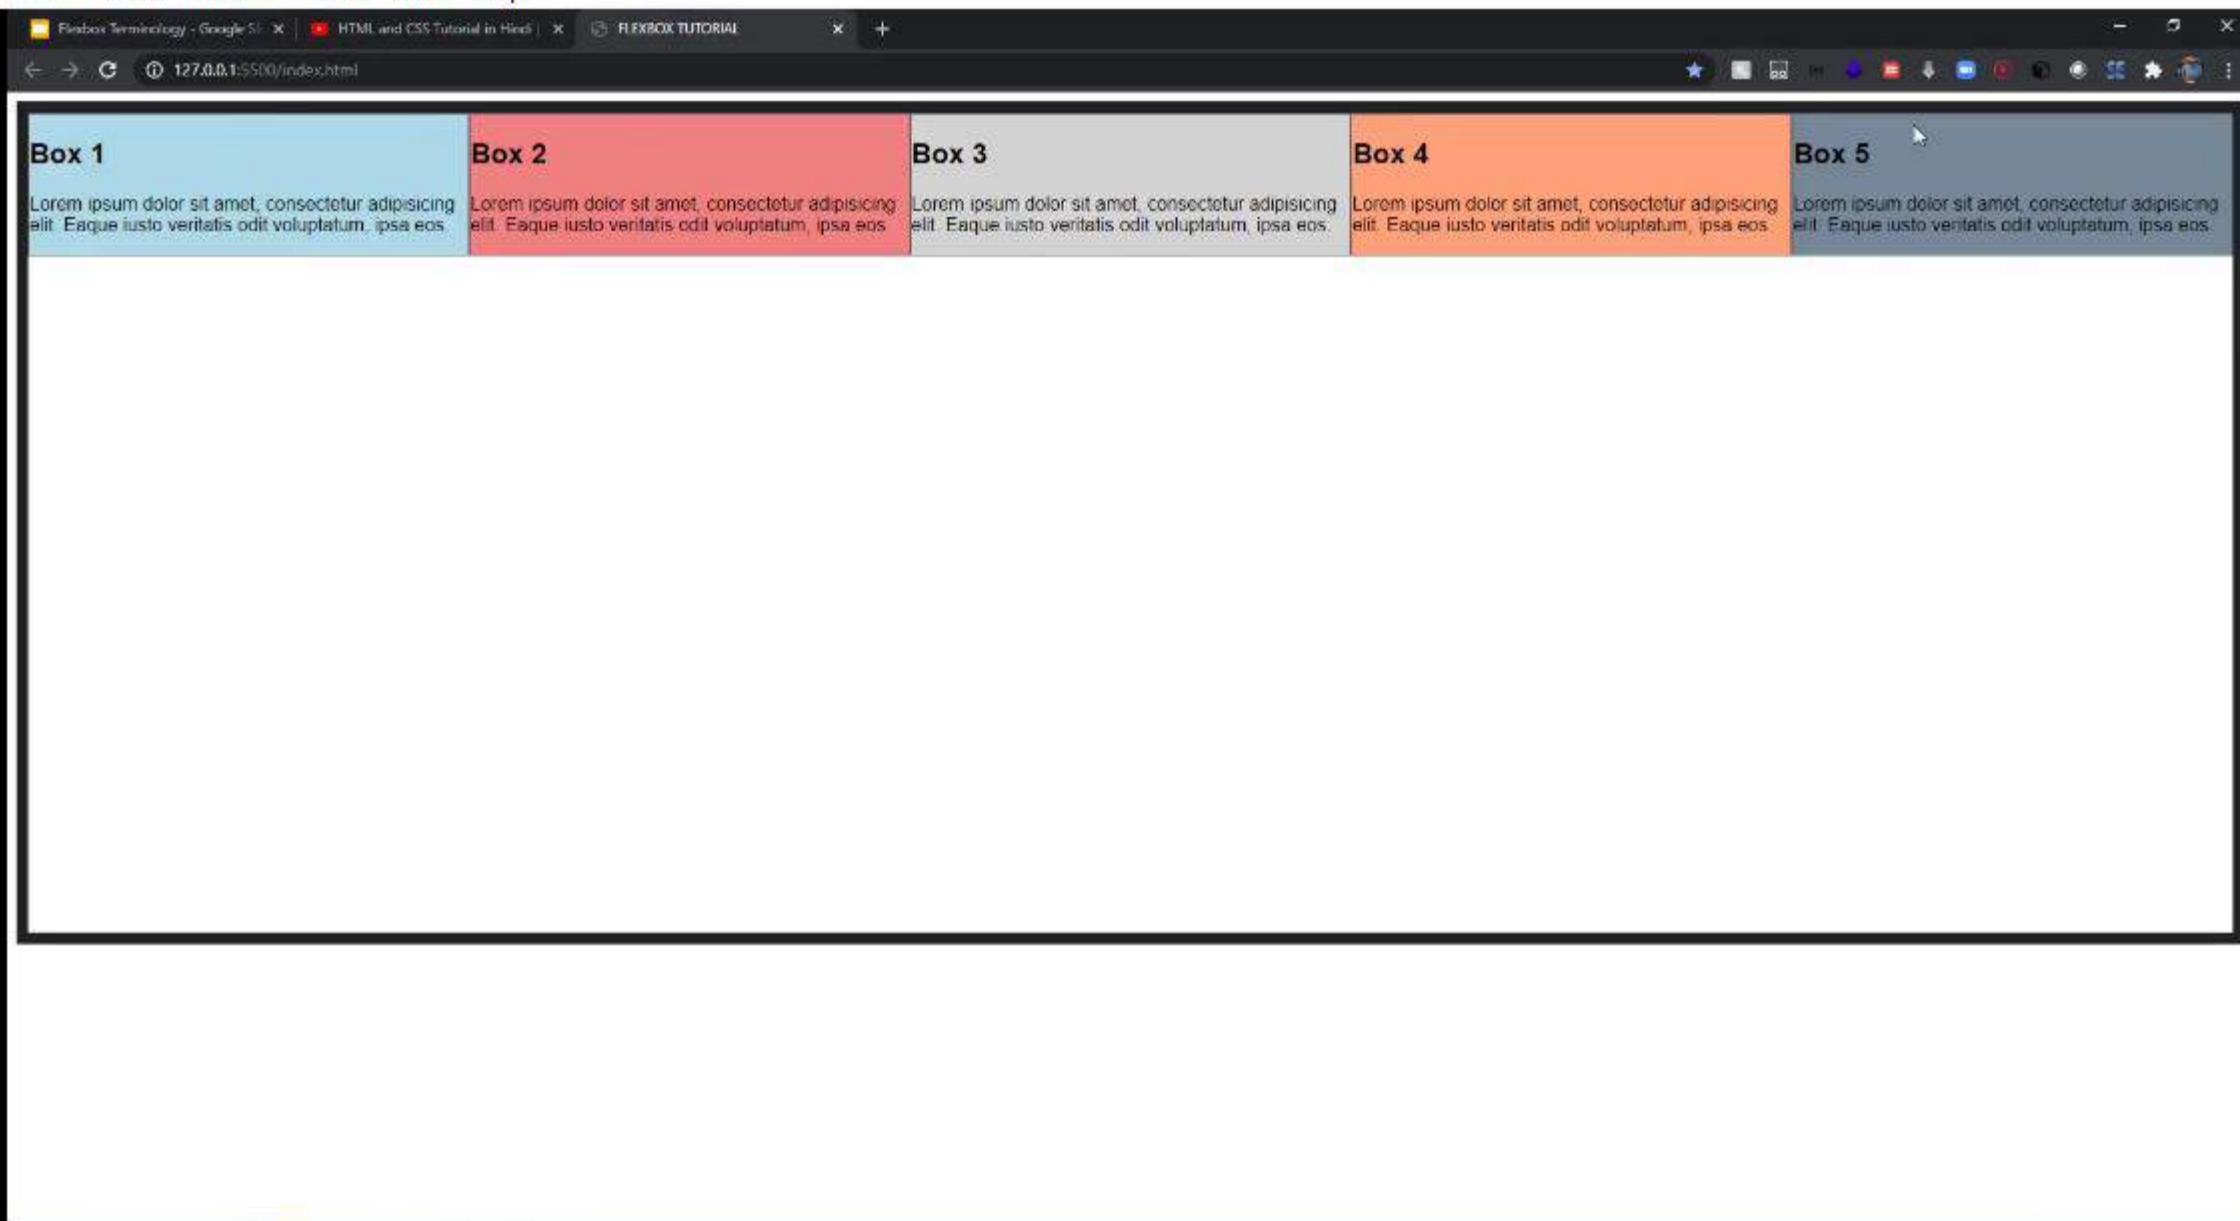 Flexbox Terminology - Google Sl
HTML and CSS Tutorial in Hindi |
FLEXBOX TUTORIAL
127.0.0.1:5500/index.html
Box 1
Lorem ipsum dolor sit amet, consectetur adipisicing
elit. Eaque iusto veritatis odit voluptatum, ipsa eos.
Box 2
Lorem ipsum dolor sit amet, consectetur adipisicing
elit. Eaque iusto veritatis odit voluptatum, ipsa eos.
Box 3
Lorem ipsum dolor sit amet, consectetur adipisicing
elit. Eaque iusto veritatis odit voluptatum, ipsa eos.
Box 4
Lorem ipsum dolor sit amet, consectetur adipisicing
elit. Eaque iusto veritatis odit voluptatum, ipsa eos.
Box 5
Lorem ipsum dolor sit amet, consectetur adipisicing
elit. Eaque iusto veritatis odit voluptatum, ipsa eos.